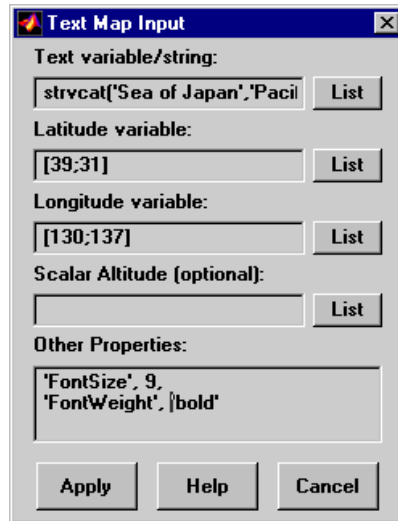 Text Map Input
Text variable/string:
strvcat('Sea of Japan','Pacif
List
Latitude variable:
[39;31]
List
Longitude variable:
[130;137]
List
Scalar Altitude (optional):
List
Other Properties:
'FontSize', 9,
'FontWeight', 'bold'
Apply Help Cancel